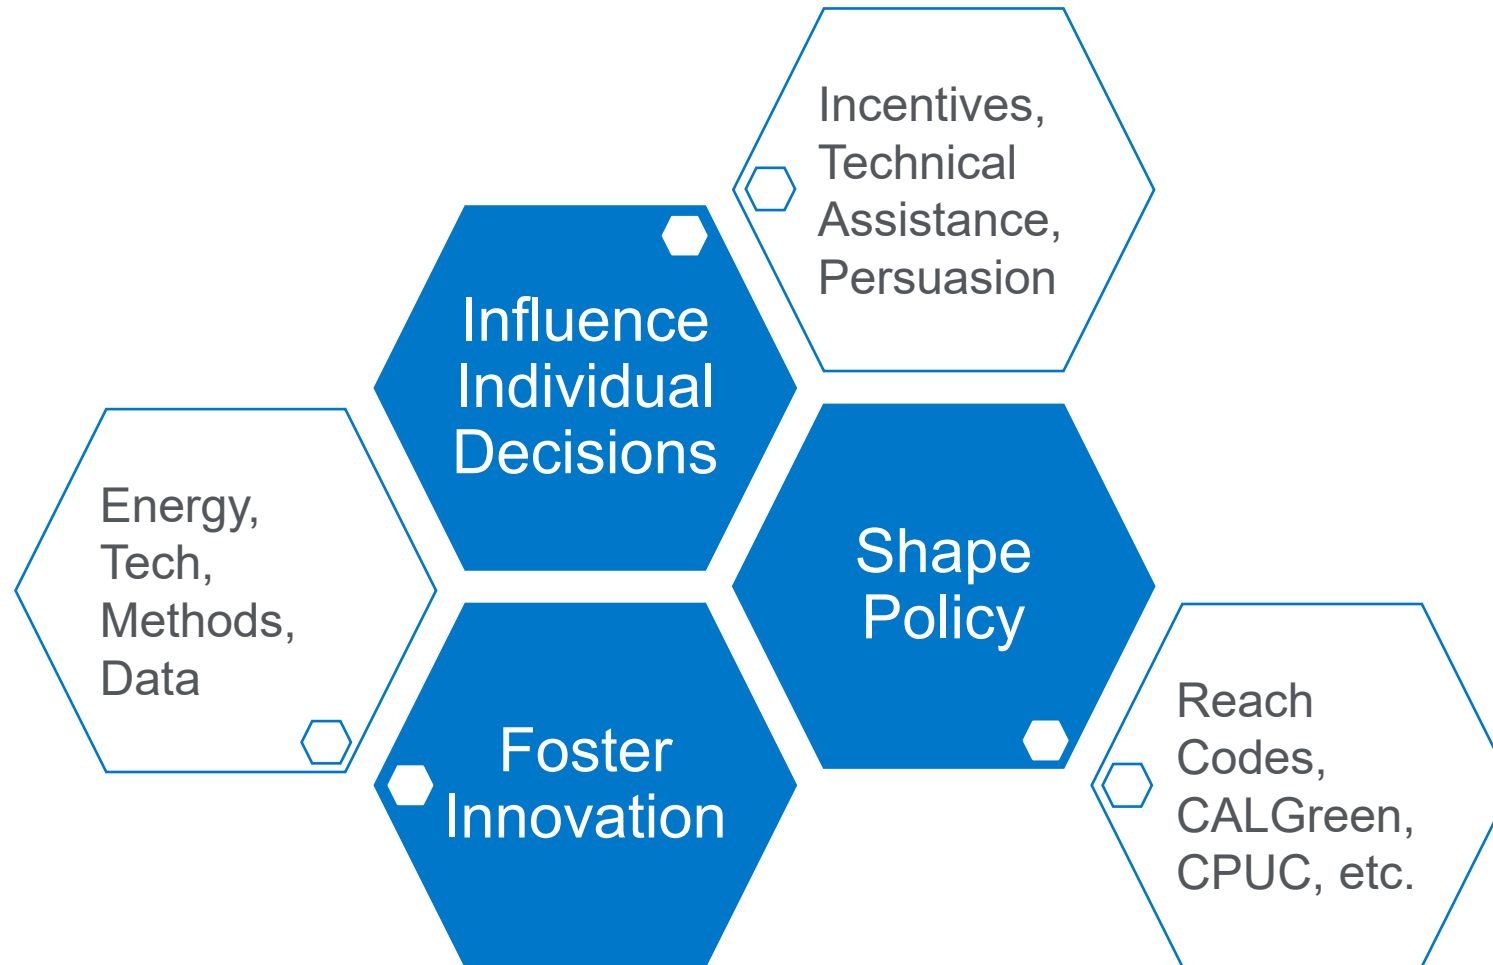 Incentives,
Technical
Assistance,
Persuasion
Influence
Individual
Decisions
Energy,
Tech,
Methods,
Data
Shape
Policy
Foster
Innovation
Reach
Codes,
CALGreen,
CPUC, etc.